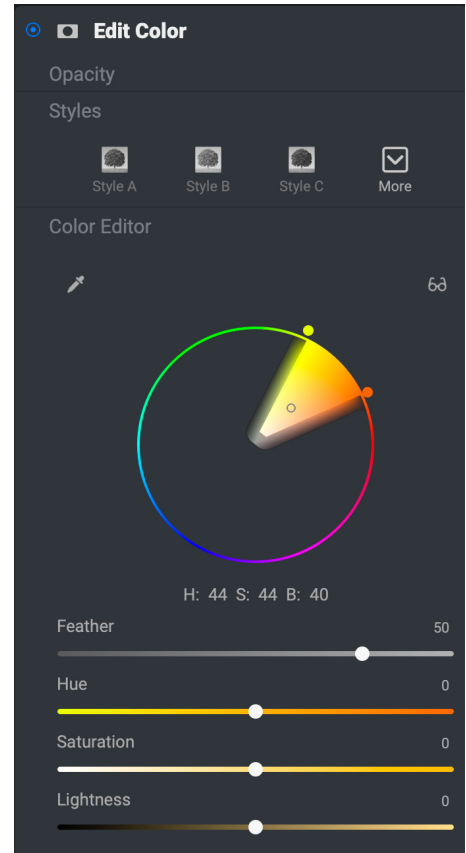 Edit Color
Opacity
Styles
Style A Style B Style C More
Color Editor
H: 44 S: 44 B: 40
Feather 50
Hue 0
Saturation 0
Lightness 0